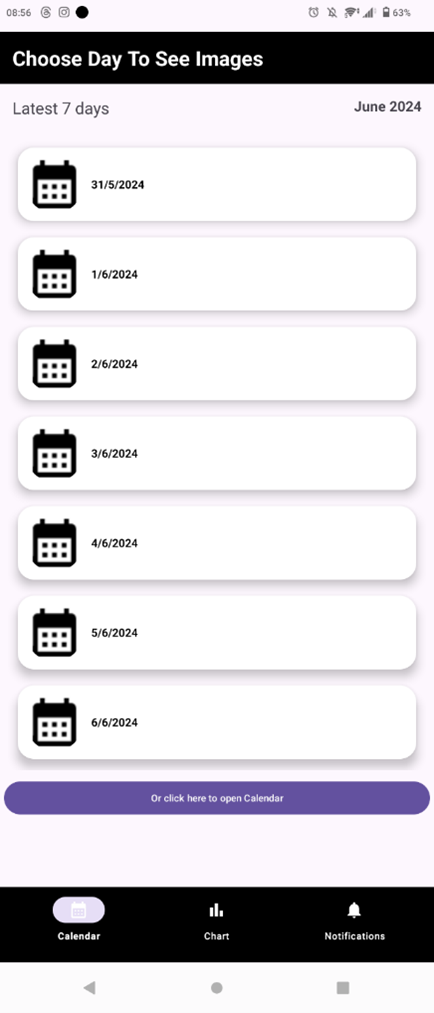 08:56 63%
Choose Day To See Images
Latest 7 days June 2024
31/5/2024
1/6/2024
2/6/2024
3/6/2024
4/6/2024
5/6/2024
6/6/2024
Or click here to open Calendar
Calendar Chart Notifications